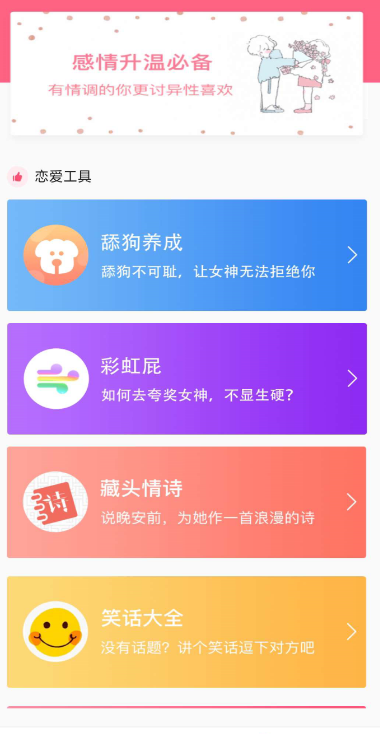 感情升温必备
有情调的你更讨异性喜欢
恋爱工具
舔狗养成
舔狗不可耻，让女神无法拒绝你
彩虹屁
如何去夸奖女神，不显生硬？
诗
藏头情诗
说晚安前，为她作一首浪漫的诗
笑话大全
没有话题？讲个笑话逗下对方吧